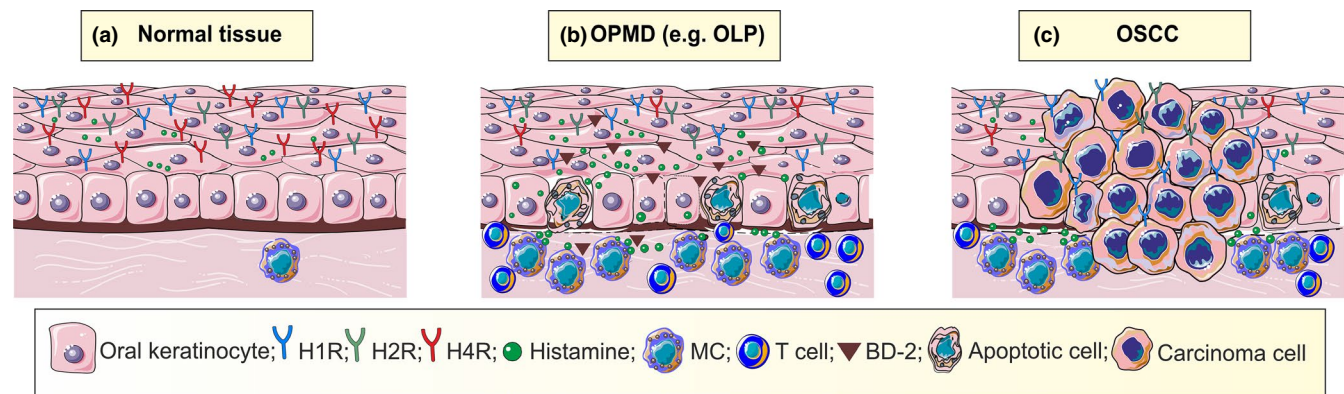 (a) Normal tissue
(b) OPMD (e.g. OLP)
(c) OSCC
Oral keratinocyte; H1R; H2R; H4R; Histamine; MC; T cell; BD-2; Apoptotic cell; Carcinoma cell